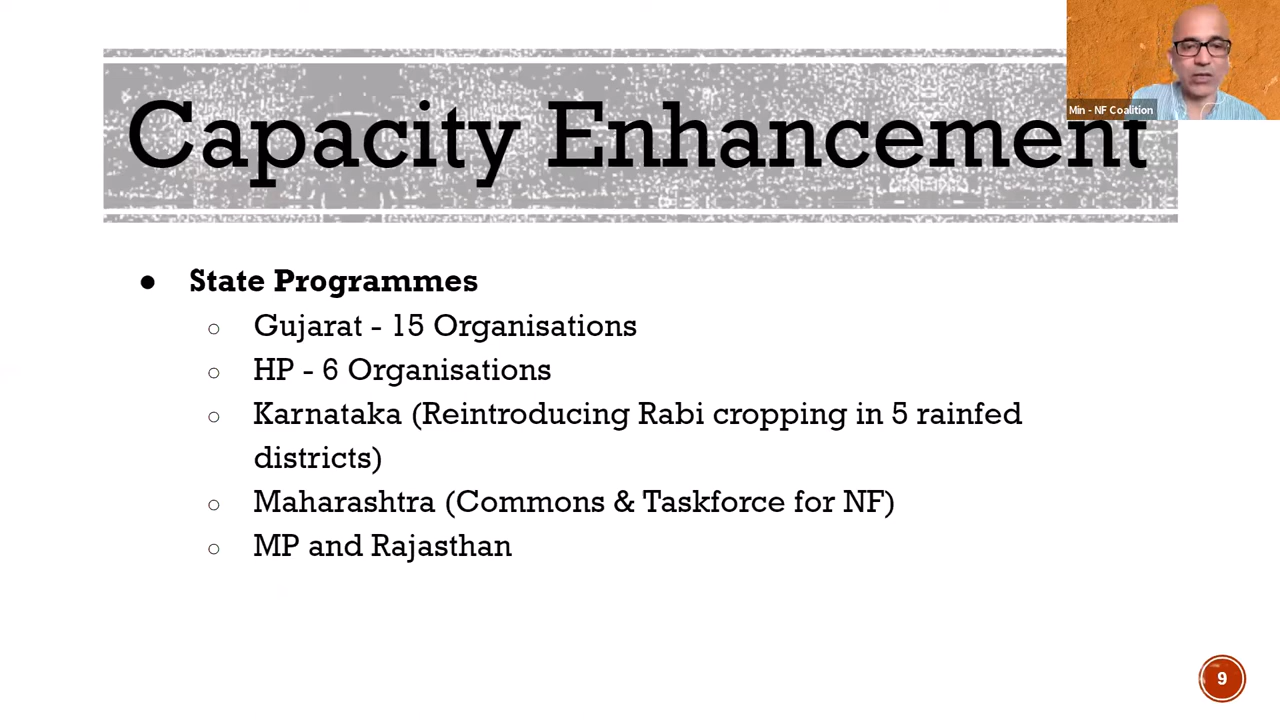 Capacity Enhancement
Min - NF Coalition
● State Programmes
○ Gujarat - 15 Organisations
○ HP - 6 Organisations
○ Karnataka (Reintroducing Rabi cropping in 5 rainfed
districts)
○ Maharashtra (Commons & Taskforce for NF)
○ MP and Rajasthan
9